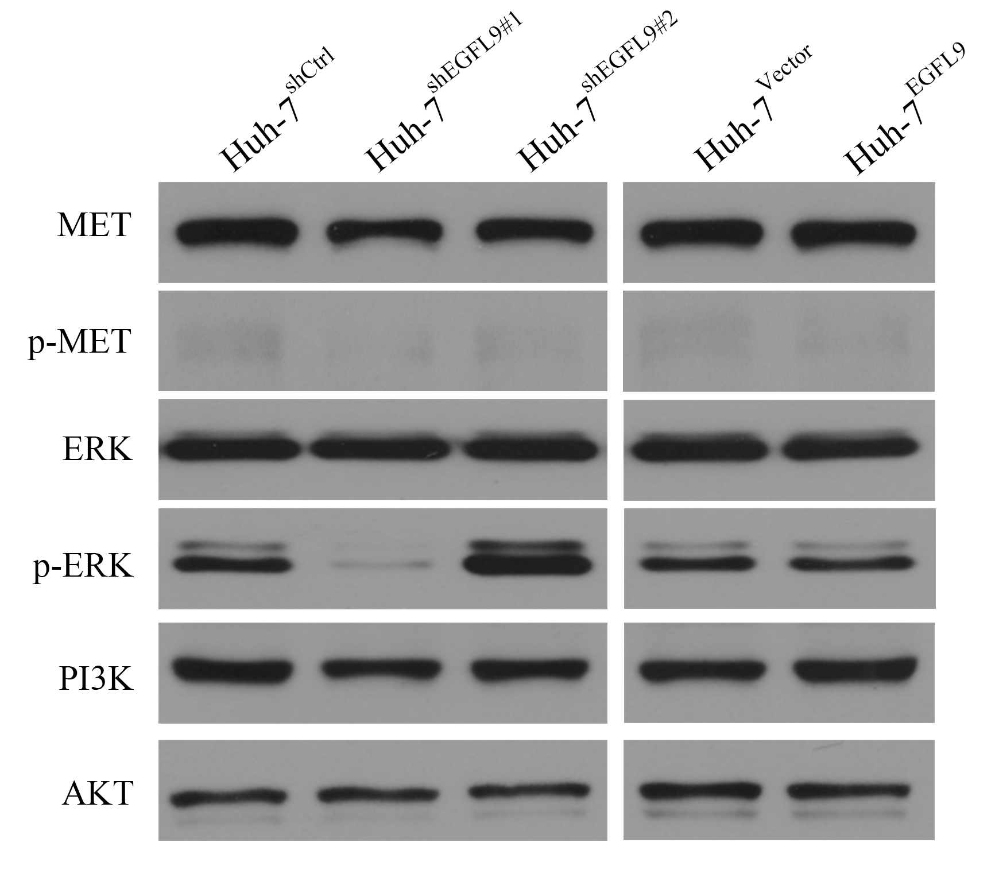 Huh-7shCtrl
Huh-7shEGFL9#1
Huh-7shEGFL9#2
Huh-7Vector
Huh-7EGFL9
MET
p-MET
ERK
p-ERK
PI3K
AKT